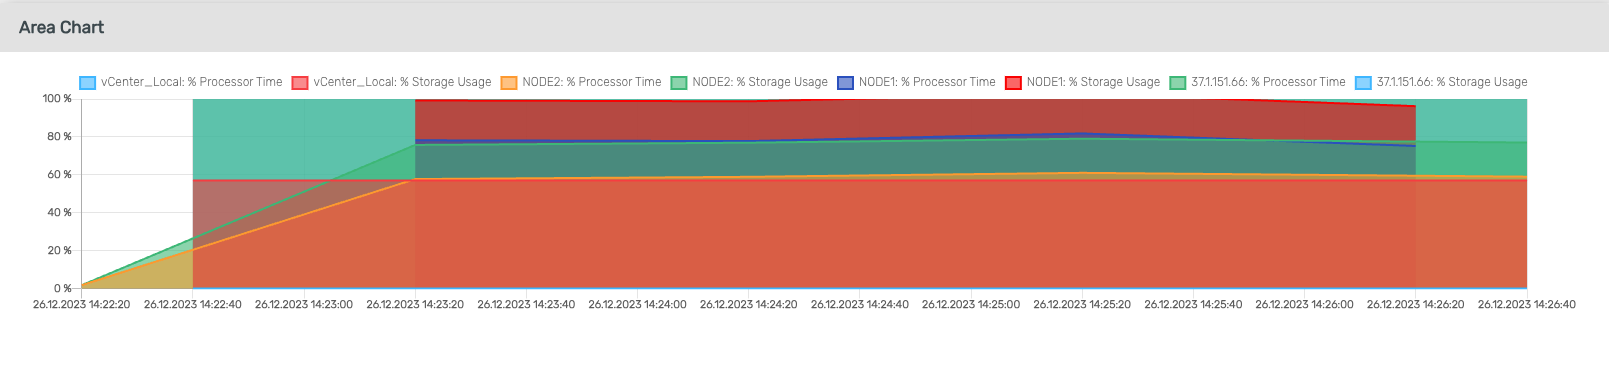 Area Chart
vCenter_Local: % Processor Time vCenter_Local: % Storage Usage NODE2: % Processor Time NODE2: % Storage Usage NODE1: % Processor Time NODE1: % Storage Usage 37.1.151.66: % Processor Time 37.1.151.66: % Storage Usage
100 %
80 %
60 %
40 %
20 %
0 %
26.12.2023 14:22:20 26.12.2023 14:22:40 26.12.2023 14:23:00 26.12.2023 14:23:20 26.12.2023 14:23:40 26.12.2023 14:24:00 26.12.2023 14:24:20 26.12.2023 14:24:40 26.12.2023 14:25:00 26.12.2023 14:25:20 26.12.2023 14:25:40 26.12.2023 14:26:00 26.12.2023 14:26:20 26.12.2023 14:26:40